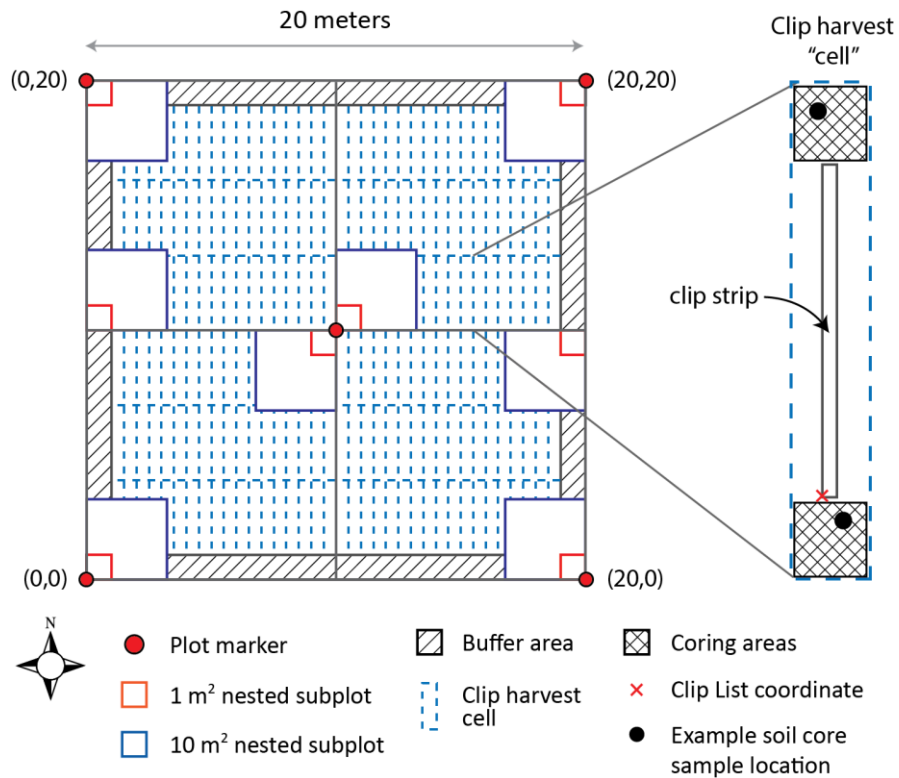 20 meters
Clip harvest
“cell”
(0,20)
(20,20)
clip strip
(0,0)
(20,0)
N
Plot marker
Buffer area
Coring areas
1 m² nested subplot
Clip harvest
cell
Clip List coordinate
10 m² nested subplot
Example soil core
sample location